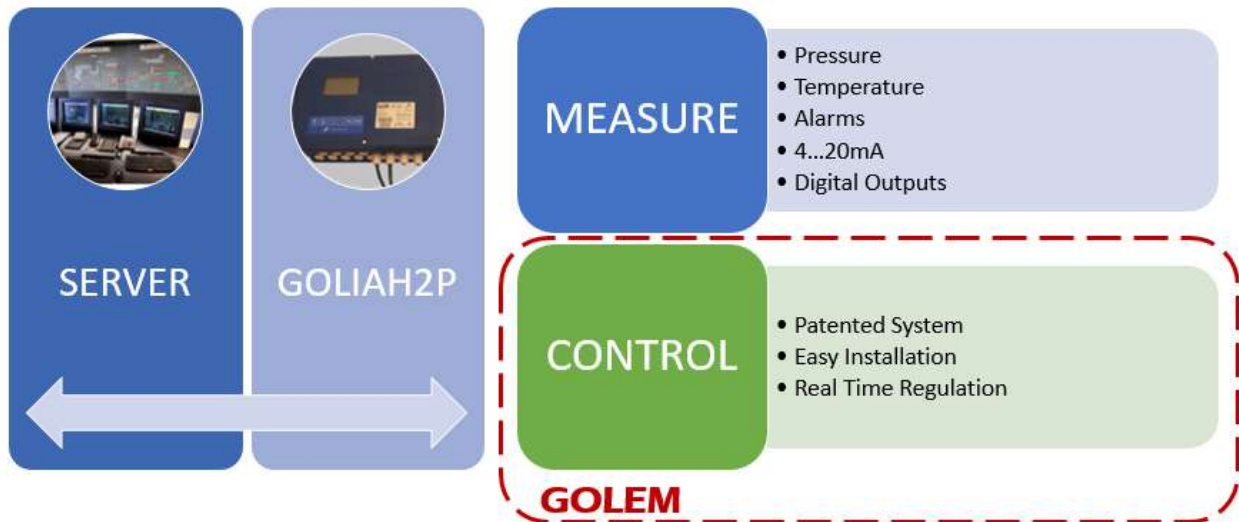 SERVER
GOLIAH2P
MEASURE
• Pressure
• Temperature
• Alarms
• 4...20mA
• Digital Outputs
CONTROL
• Patented System
• Easy Installation
• Real Time Regulation
GOLEM